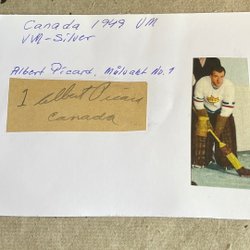 Canada 1949 VM
VM-Silver
Albert Picard, Målvakt No. 1
1 Albert Picard
Canada